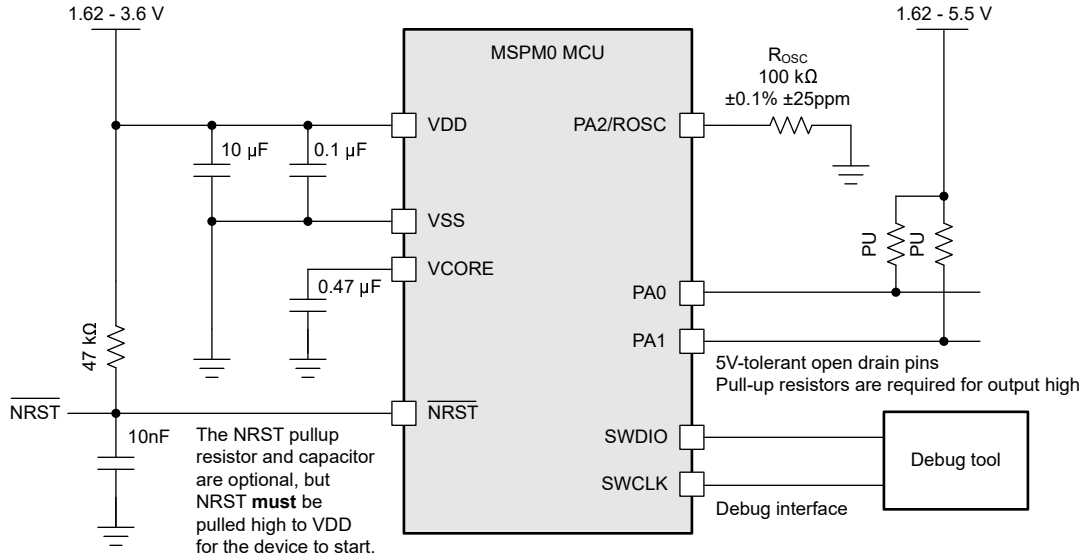 1.62 - 3.6 V
1.62 - 5.5 V
MSPM0 MCU
ROSC
100 kΩ
±0.1% ±25ppm
VDD
PA2/ROSC
10 µF
0.1 µF
VSS
VCORE
0.47 µF
PU
PU
PA0
PA1
47 kΩ
5V-tolerant open drain pins
Pull-up resistors are required for output high
NRST
NRST
10nF
The NRST pullup
resistor and capacitor
are optional, but
NRST must be
pulled high to VDD
for the device to start.
SWDIO
SWCLK
Debug tool
Debug interface